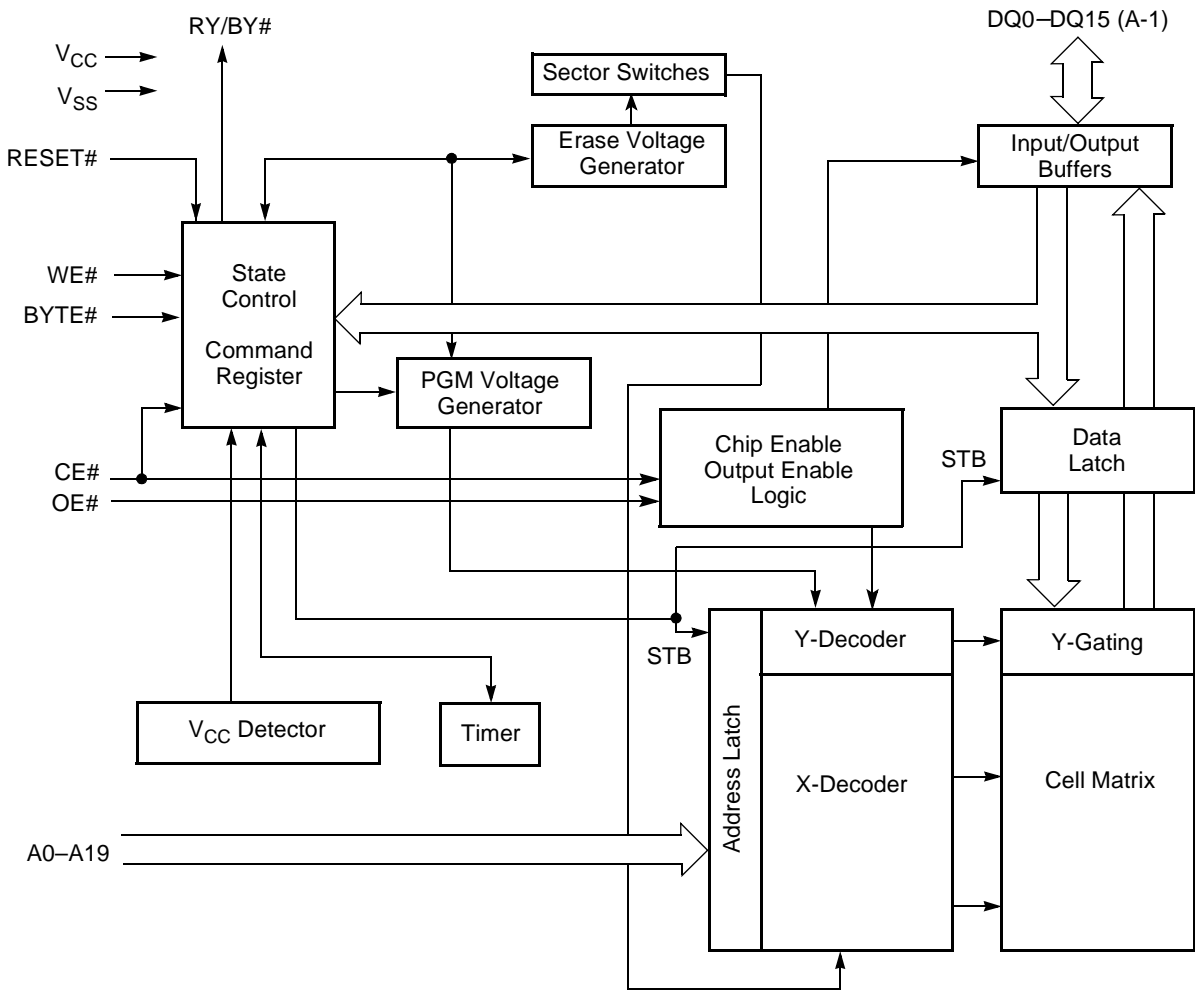 RY/BY#
DQ0–DQ15 (A-1)
VCC
VSS
Sector Switches
Erase Voltage
Generator
Input/Output
Buffers
RESET#
WE#
BYTE#
State
Control
Command
Register
PGM Voltage
Generator
Chip Enable
Output Enable
Logic
Data
Latch
STB
CE#
OE#
STB
Address Latch
Y-Decoder
Y-Gating
VCC Detector
Timer
X-Decoder
Cell Matrix
A0–A19